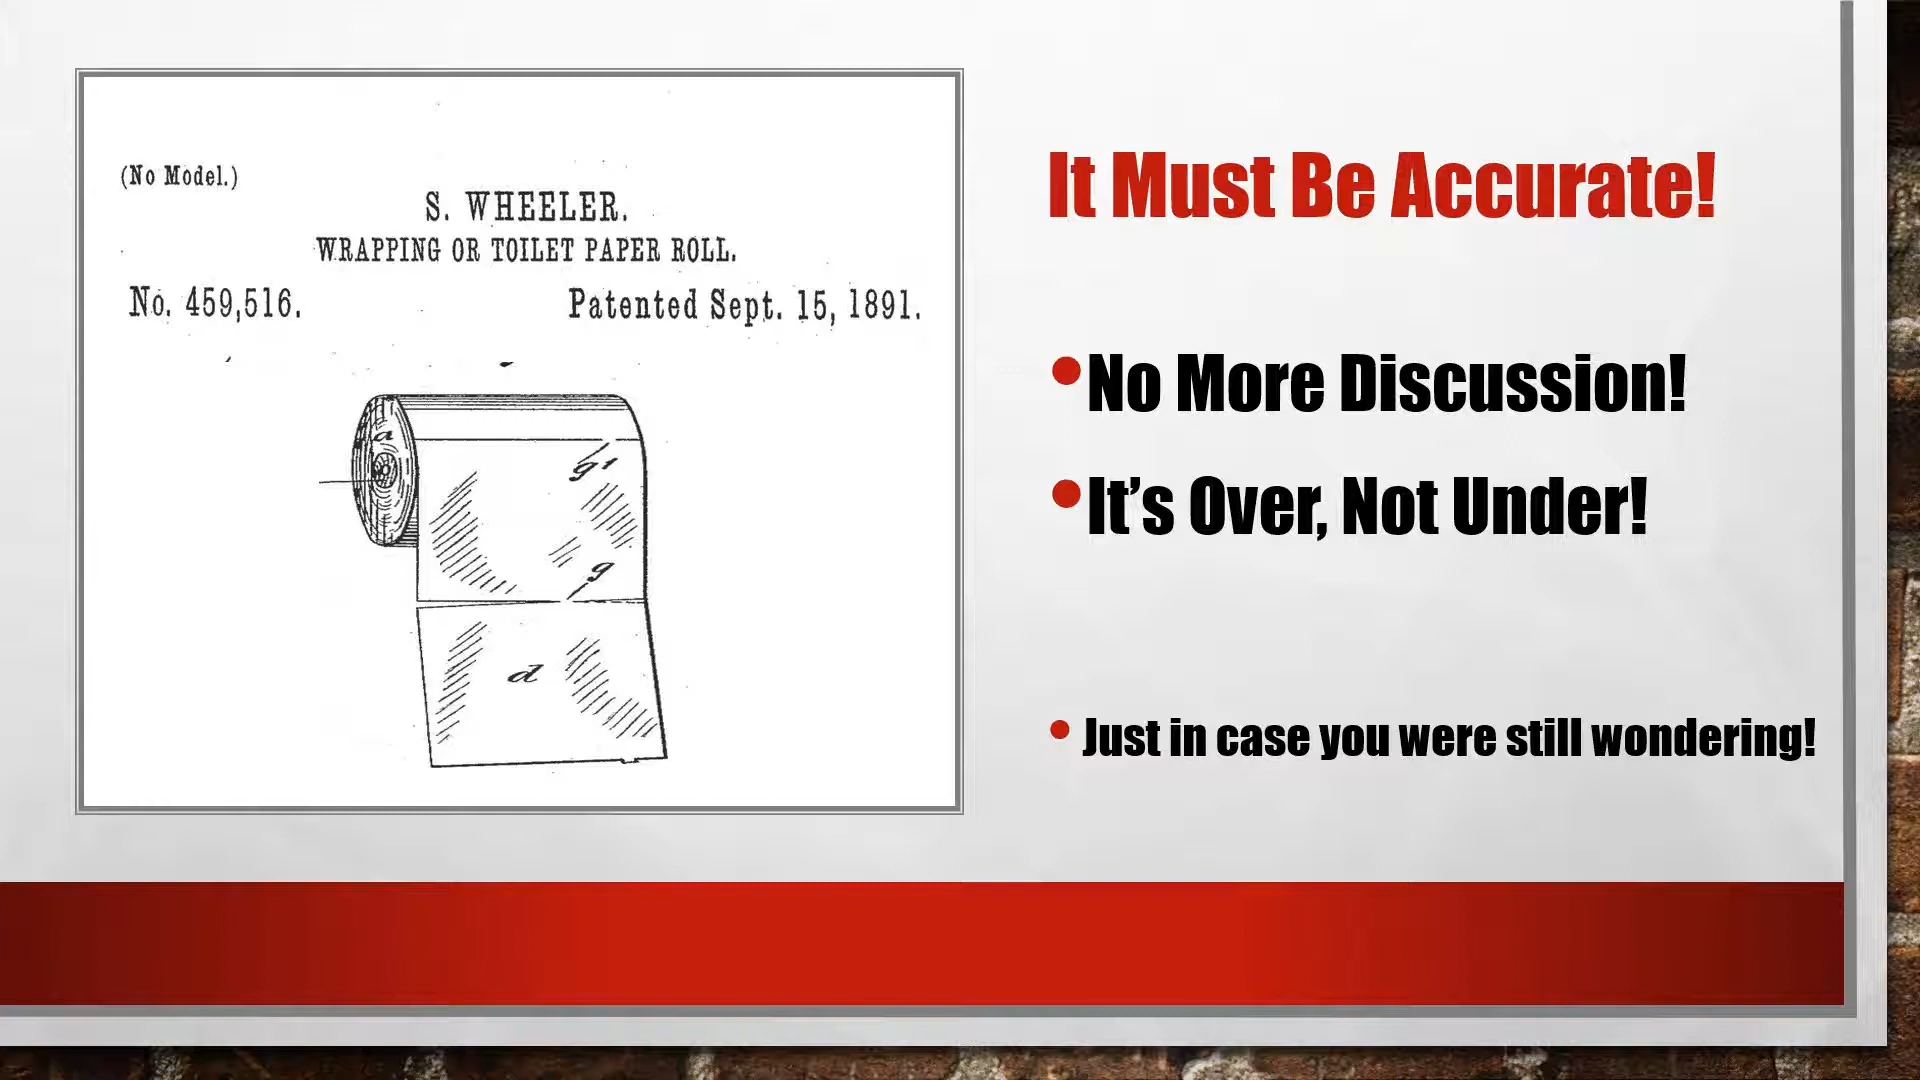 (No Model.)
S. WHEELER.
WRAPPING OR TOILET PAPER ROLL.
No. 459,516.
Patented Sept. 15, 1891.
a
g1
g
d
It Must Be Accurate!
•No More Discussion!
•It’s Over, Not Under!
• Just in case you were still wondering!